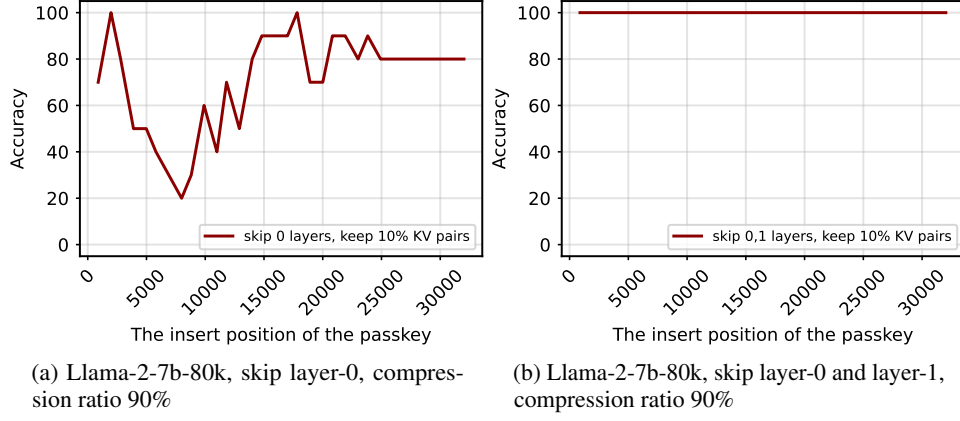 100
80
60
40
20
0
Accuracy
skip 0 layers, keep 10% KV pairs
0
5000
10000
15000
20000
25000
30000
The insert position of the passkey
(a) Llama-2-7b-80k, skip layer-0, compres-
sion ratio 90%
100
80
60
40
20
0
Accuracy
skip 0,1 layers, keep 10% KV pairs
0
5000
10000
15000
20000
25000
30000
The insert position of the passkey
(b) Llama-2-7b-80k, skip layer-0 and layer-1,
compression ratio 90%